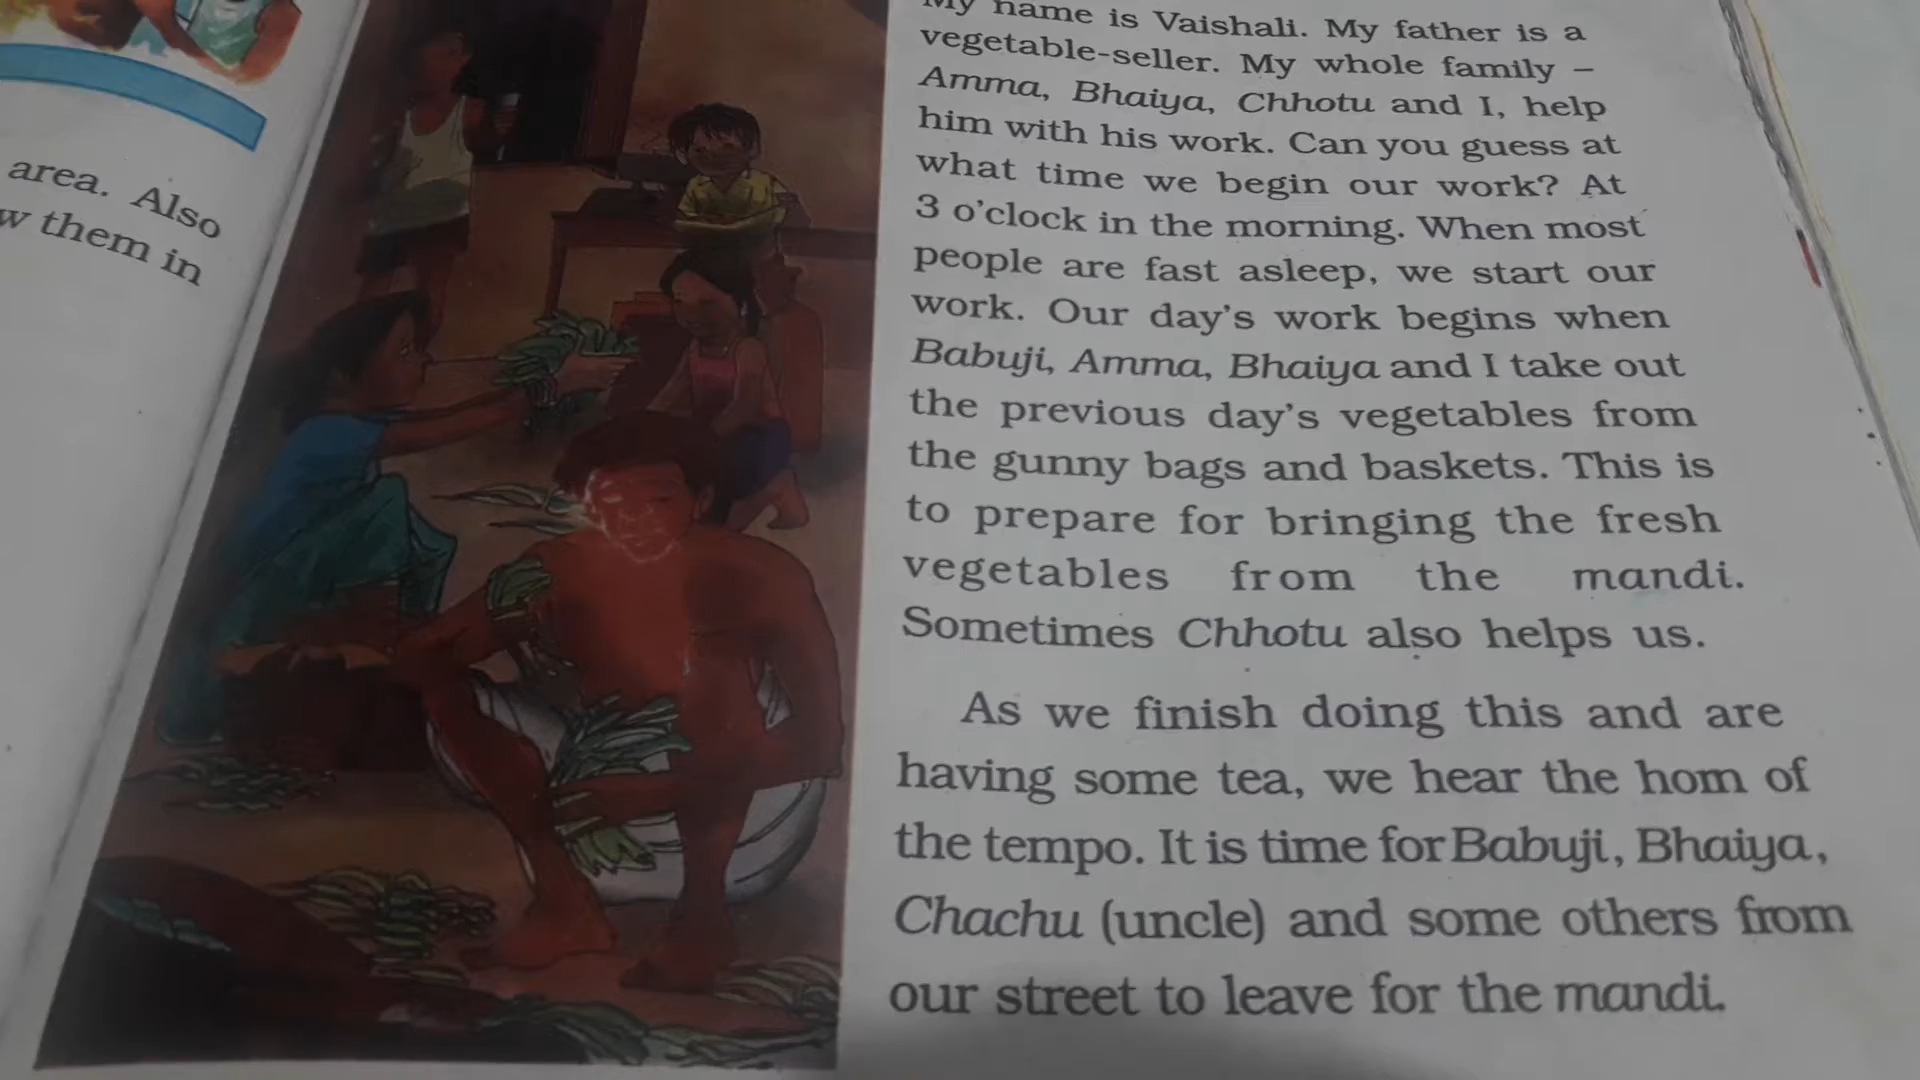 area. Also
w them in
My name is Vaishali. My father is a
vegetable-seller. My whole family –
Amma, Bhaiya, Chhotu and I, help
him with his work. Can you guess at
what time we begin our work? At
3 o'clock in the morning. When most
people are fast asleep, we start our
work. Our day's work begins when
Babuji, Amma, Bhaiya and I take out
the previous day's vegetables from
the gunny bags and baskets. This is
to prepare for bringing the fresh
vegetables from the mandi.
Sometimes Chhotu also helps us.
As we finish doing this and are
having some tea, we hear the hom of
the tempo. It is time for Babuji, Bhaiya,
Chachu (uncle) and some others from
our street to leave for the mandi.